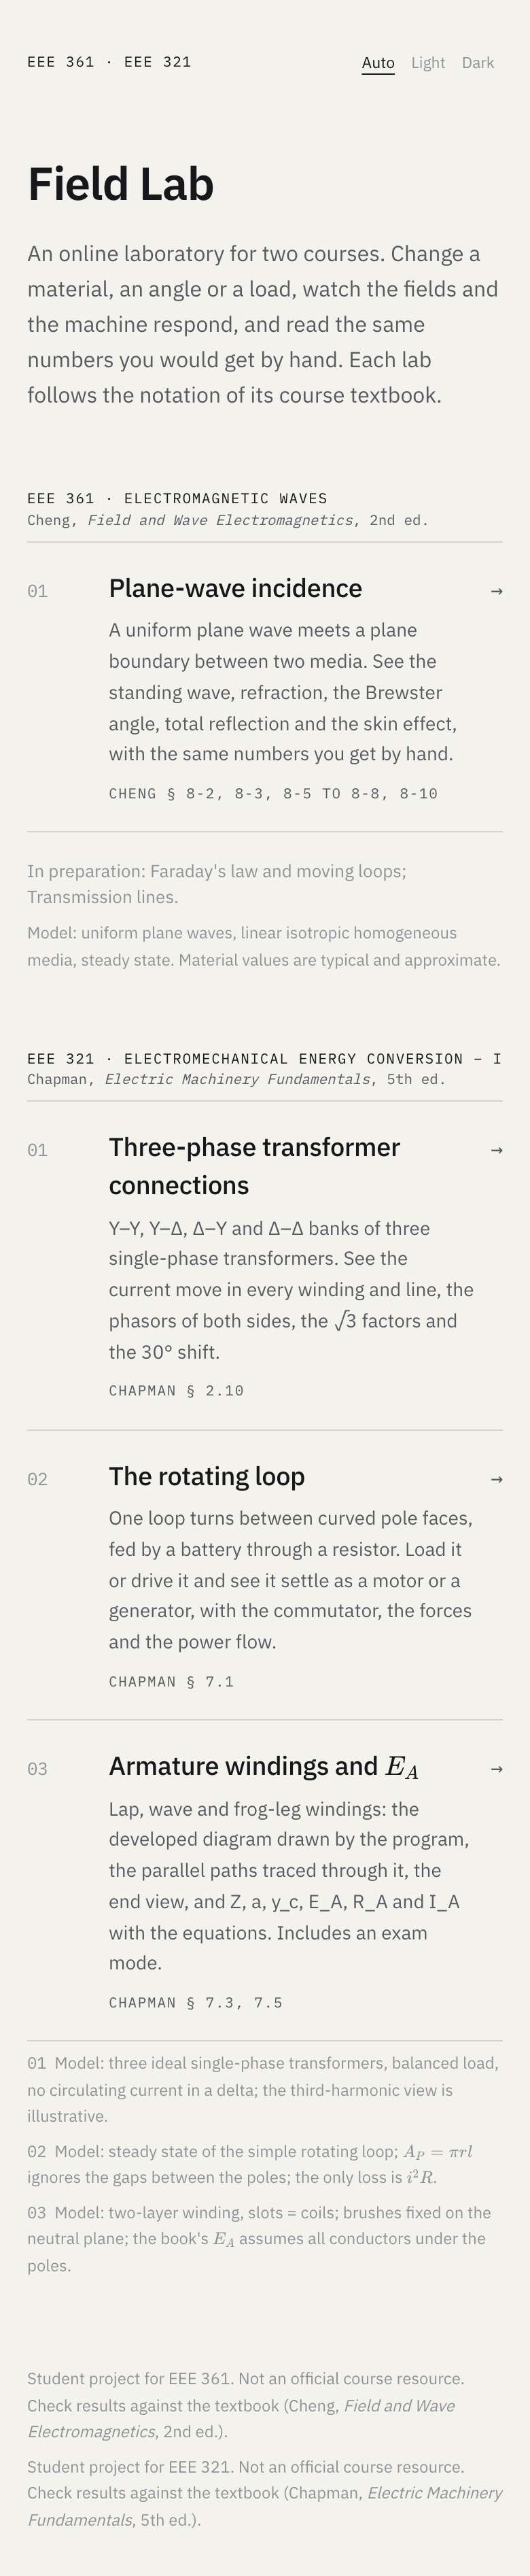 EEE 361 · EEE 321
Auto Light Dark
Field Lab
An online laboratory for two courses. Change a
material, an angle or a load, watch the fields and
the machine respond, and read the same
numbers you would get by hand. Each lab
follows the notation of its course textbook.
EEE 361 · ELECTROMAGNETIC WAVES
Cheng, Field and Wave Electromagnetics, 2nd ed.
01 Plane-wave incidence →
A uniform plane wave meets a plane
boundary between two media. See the
standing wave, refraction, the Brewster
angle, total reflection and the skin effect,
with the same numbers you get by hand.
CHENG § 8-2, 8-3, 8-5 TO 8-8, 8-10
In preparation: Faraday's law and moving loops;
Transmission lines.
Model: uniform plane waves, linear isotropic homogeneous
media, steady state. Material values are typical and approximate.
EEE 321 · ELECTROMECHANICAL ENERGY CONVERSION – I
Chapman, Electric Machinery Fundamentals, 5th ed.
01 Three-phase transformer →
connections
Y–Y, Y–Δ, Δ–Y and Δ–Δ banks of three
single-phase transformers. See the
current move in every winding and line, the
phasors of both sides, the √3 factors and
the 30° shift.
CHAPMAN § 2.10
02 The rotating loop →
One loop turns between curved pole faces,
fed by a battery through a resistor. Load it
or drive it and see it settle as a motor or a
generator, with the commutator, the forces
and the power flow.
CHAPMAN § 7.1
03 Armature windings and E_A →
Lap, wave and frog-leg windings: the
developed diagram drawn by the program,
the parallel paths traced through it, the
end view, and Z, a, y_c, E_A, R_A and I_A
with the equations. Includes an exam
mode.
CHAPMAN § 7.3, 7.5
01 Model: three ideal single-phase transformers, balanced load,
no circulating current in a delta; the third-harmonic view is
illustrative.
02 Model: steady state of the simple rotating loop; A_P = πrl
ignores the gaps between the poles; the only loss is i²R.
03 Model: two-layer winding, slots = coils; brushes fixed on the
neutral plane; the book's E_A assumes all conductors under the
poles.
Student project for EEE 361. Not an official course resource.
Check results against the textbook (Cheng, Field and Wave
Electromagnetics, 2nd ed.).
Student project for EEE 321. Not an official course resource.
Check results against the textbook (Chapman, Electric Machinery
Fundamentals, 5th ed.).